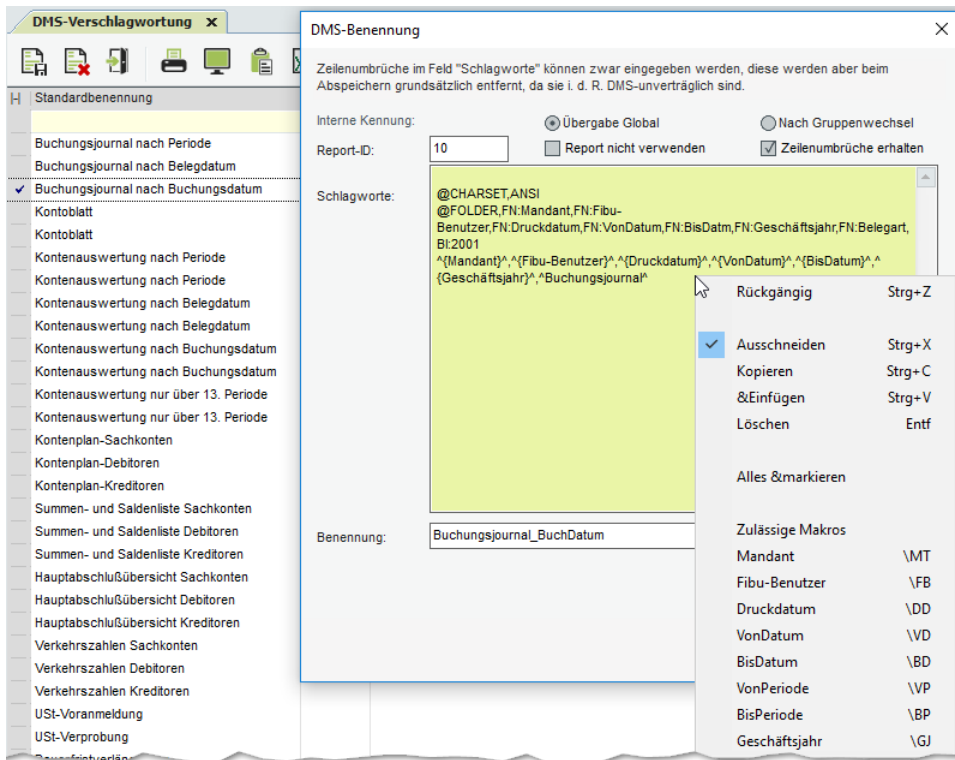 DMS-Verschlagwortung
Standardbenennung
Buchungsjournal nach Periode
Buchungsjournal nach Belegdatum
Buchungsjournal nach Buchungsdatum
Kontoblatt
Kontoblatt
Kontenauswertung nach Periode
Kontenauswertung nach Periode
Kontenauswertung nach Belegdatum
Kontenauswertung nach Belegdatum
Kontenauswertung nach Buchungsdatum
Kontenauswertung nach Buchungsdatum
Kontenauswertung nur über 13. Periode
Kontenauswertung nur über 13. Periode
Kontenplan-Sachkonten
Kontenplan-Debitoren
Kontenplan-Kreditoren
Summen- und Saldenliste Sachkonten
Summen- und Saldenliste Debitoren
Summen- und Saldenliste Kreditoren
Hauptabschlußübersicht Sachkonten
Hauptabschlußübersicht Debitoren
Hauptabschlußübersicht Kreditoren
Verkehrszahlen Sachkonten
Verkehrszahlen Debitoren
Verkehrszahlen Kreditoren
USt-Voranmeldung
USt-Verprobung
DMS-Benennung
Zeilenumbrüche im Feld "Schlagworte" können zwar eingegeben werden, diese werden aber beim
Abspeichern grundsätzlich entfernt, da sie i. d. R. DMS-unverträglich sind.
Interne Kennung:
Übergabe Global
Nach Gruppenwechsel
Report-ID:
10
Report nicht verwenden
Zeilenumbrüche erhalten
Schlagworte:
@CHARSET,ANSI
@FOLDER,FN:Mandant,FN:Fibu-
Benutzer,FN:Druckdatum,FN:VonDatum,FN:BisDatm,FN:Geschäftsjahr,FN:Belegart,
BI:2001
^{Mandant}^,^{Fibu-Benutzer}^,^{Druckdatum}^,^{VonDatum}^,^{BisDatum}^,^
{Geschäftsjahr}^,^Buchungsjournal^
Benennung:
Buchungsjournal_BuchDatum
Rückgängig Strg+Z
Ausschneiden Strg+X
Kopieren Strg+C
&Einfügen Strg+V
Löschen Entf
Alles &markieren
Zulässige Makros
Mandant \MT
Fibu-Benutzer \FB
Druckdatum \DD
VonDatum \VD
BisDatum \BD
VonPeriode \VP
BisPeriode \BP
Geschäftsjahr \GJ